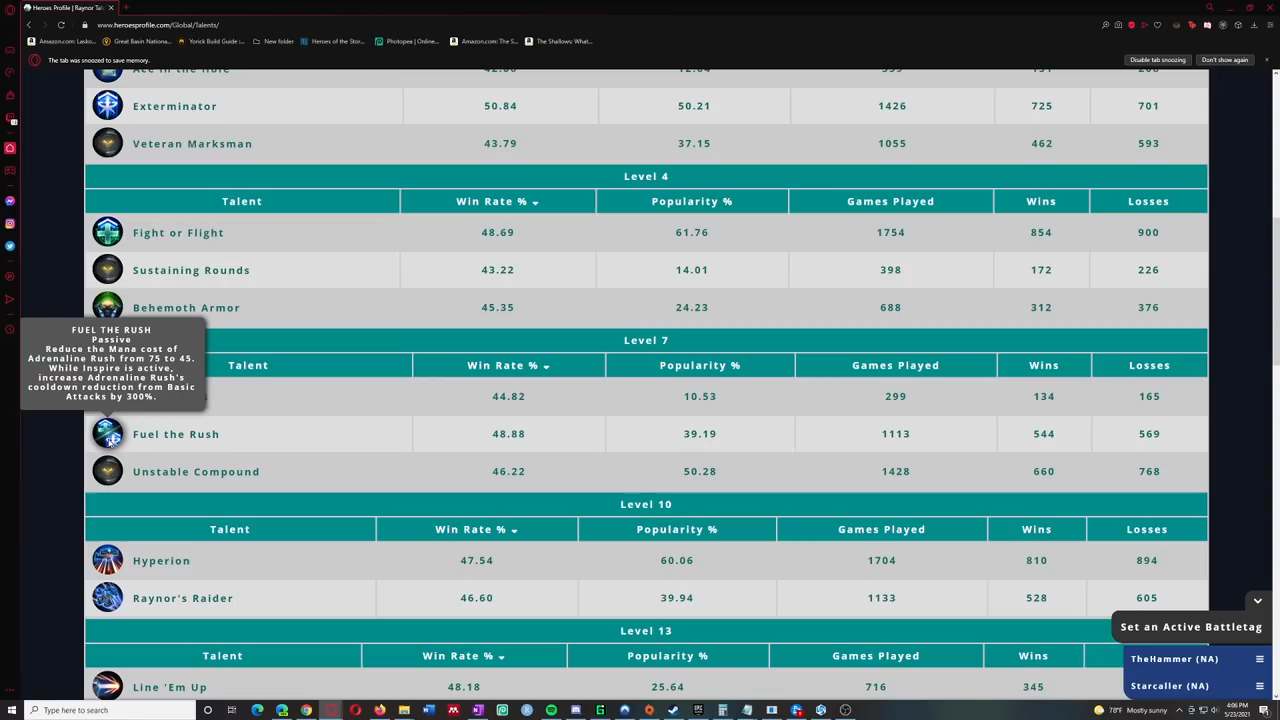 Heroes Profile | Raynor Tal
www.heroesprofile.com/Global/Talents/
Amazon.com: Lasko...
Great Basin Nationa...
Yorick Build Guide :...
New folder
Heroes of the Stor...
Photopea | Online...
Amazon.com: The S...
The Shallows: What...
The tab was snoozed to save memory.
Disable tab snoozing
Don't show again
Ace in the Hole
Exterminator 50.84 50.21 1426 725 701
Veteran Marksman 43.79 37.15 1055 462 593
Level 4
Talent Win Rate % Popularity % Games Played Wins Losses
Fight or Flight 48.69 61.76 1754 854 900
Sustaining Rounds 43.22 14.01 398 172 226
Behemoth Armor 45.35 24.23 688 312 376
Level 7
Talent Win Rate % Popularity % Games Played Wins Losses
44.82 10.53 299 134 165
FUEL THE RUSH
Passive
Reduce the Mana cost of
Adrenaline Rush from 75 to 45.
While Inspire is active,
increase Adrenaline Rush's
cooldown reduction from Basic
Attacks by 300%.
Fuel the Rush 48.88 39.19 1113 544 569
Unstable Compound 46.22 50.28 1428 660 768
Level 10
Talent Win Rate % Popularity % Games Played Wins Losses
Hyperion 47.54 60.06 1704 810 894
Raynor's Raider 46.60 39.94 1133 528 605
Level 13
Talent Win Rate % Popularity % Games Played Wins
Line 'Em Up 48.18 25.64 716 345
Set an Active Battletag
TheHammer (NA)
Starcaller (NA)
Type here to search
78°F Mostly sunny
4:06 PM
5/23/2021